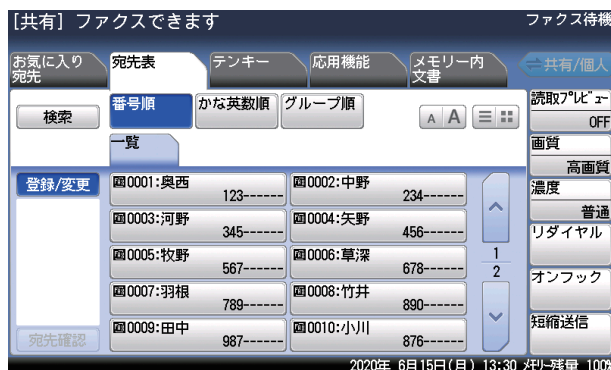 [共有] ファクスできます
ファクス待機
お気に入り
宛先
宛先表
テンキー
応用機能
メモリー内
文書
共有/個人
検索
番号順
かな英数順
グループ順
A A
一覧
登録/変更
0001:奥西
123------
0002:中野
234------
0003:河野
345------
0004:矢野
456------
0005:牧野
567------
0006:草深
678------
0007:羽根
789------
0008:竹井
890------
0009:田中
987------
0010:小川
876------
1
2
宛先確認
読取プレビュー
OFF
画質
高画質
濃度
普通
リダイヤル
オンフック
短縮送信
2020年 6月15日(月) 13:30 メモリー残量 100%